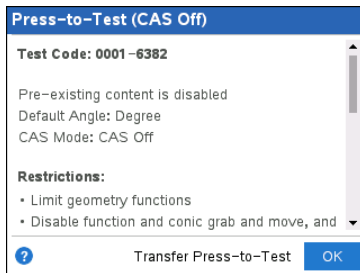 Press-to-Test (CAS Off)
Test Code: 0001-6382
Pre-existing content is disabled
Default Angle: Degree
CAS Mode: CAS Off
Restrictions:
• Limit geometry functions
• Disable function and conic grab and move, and
?
Transfer Press-to-Test
OK